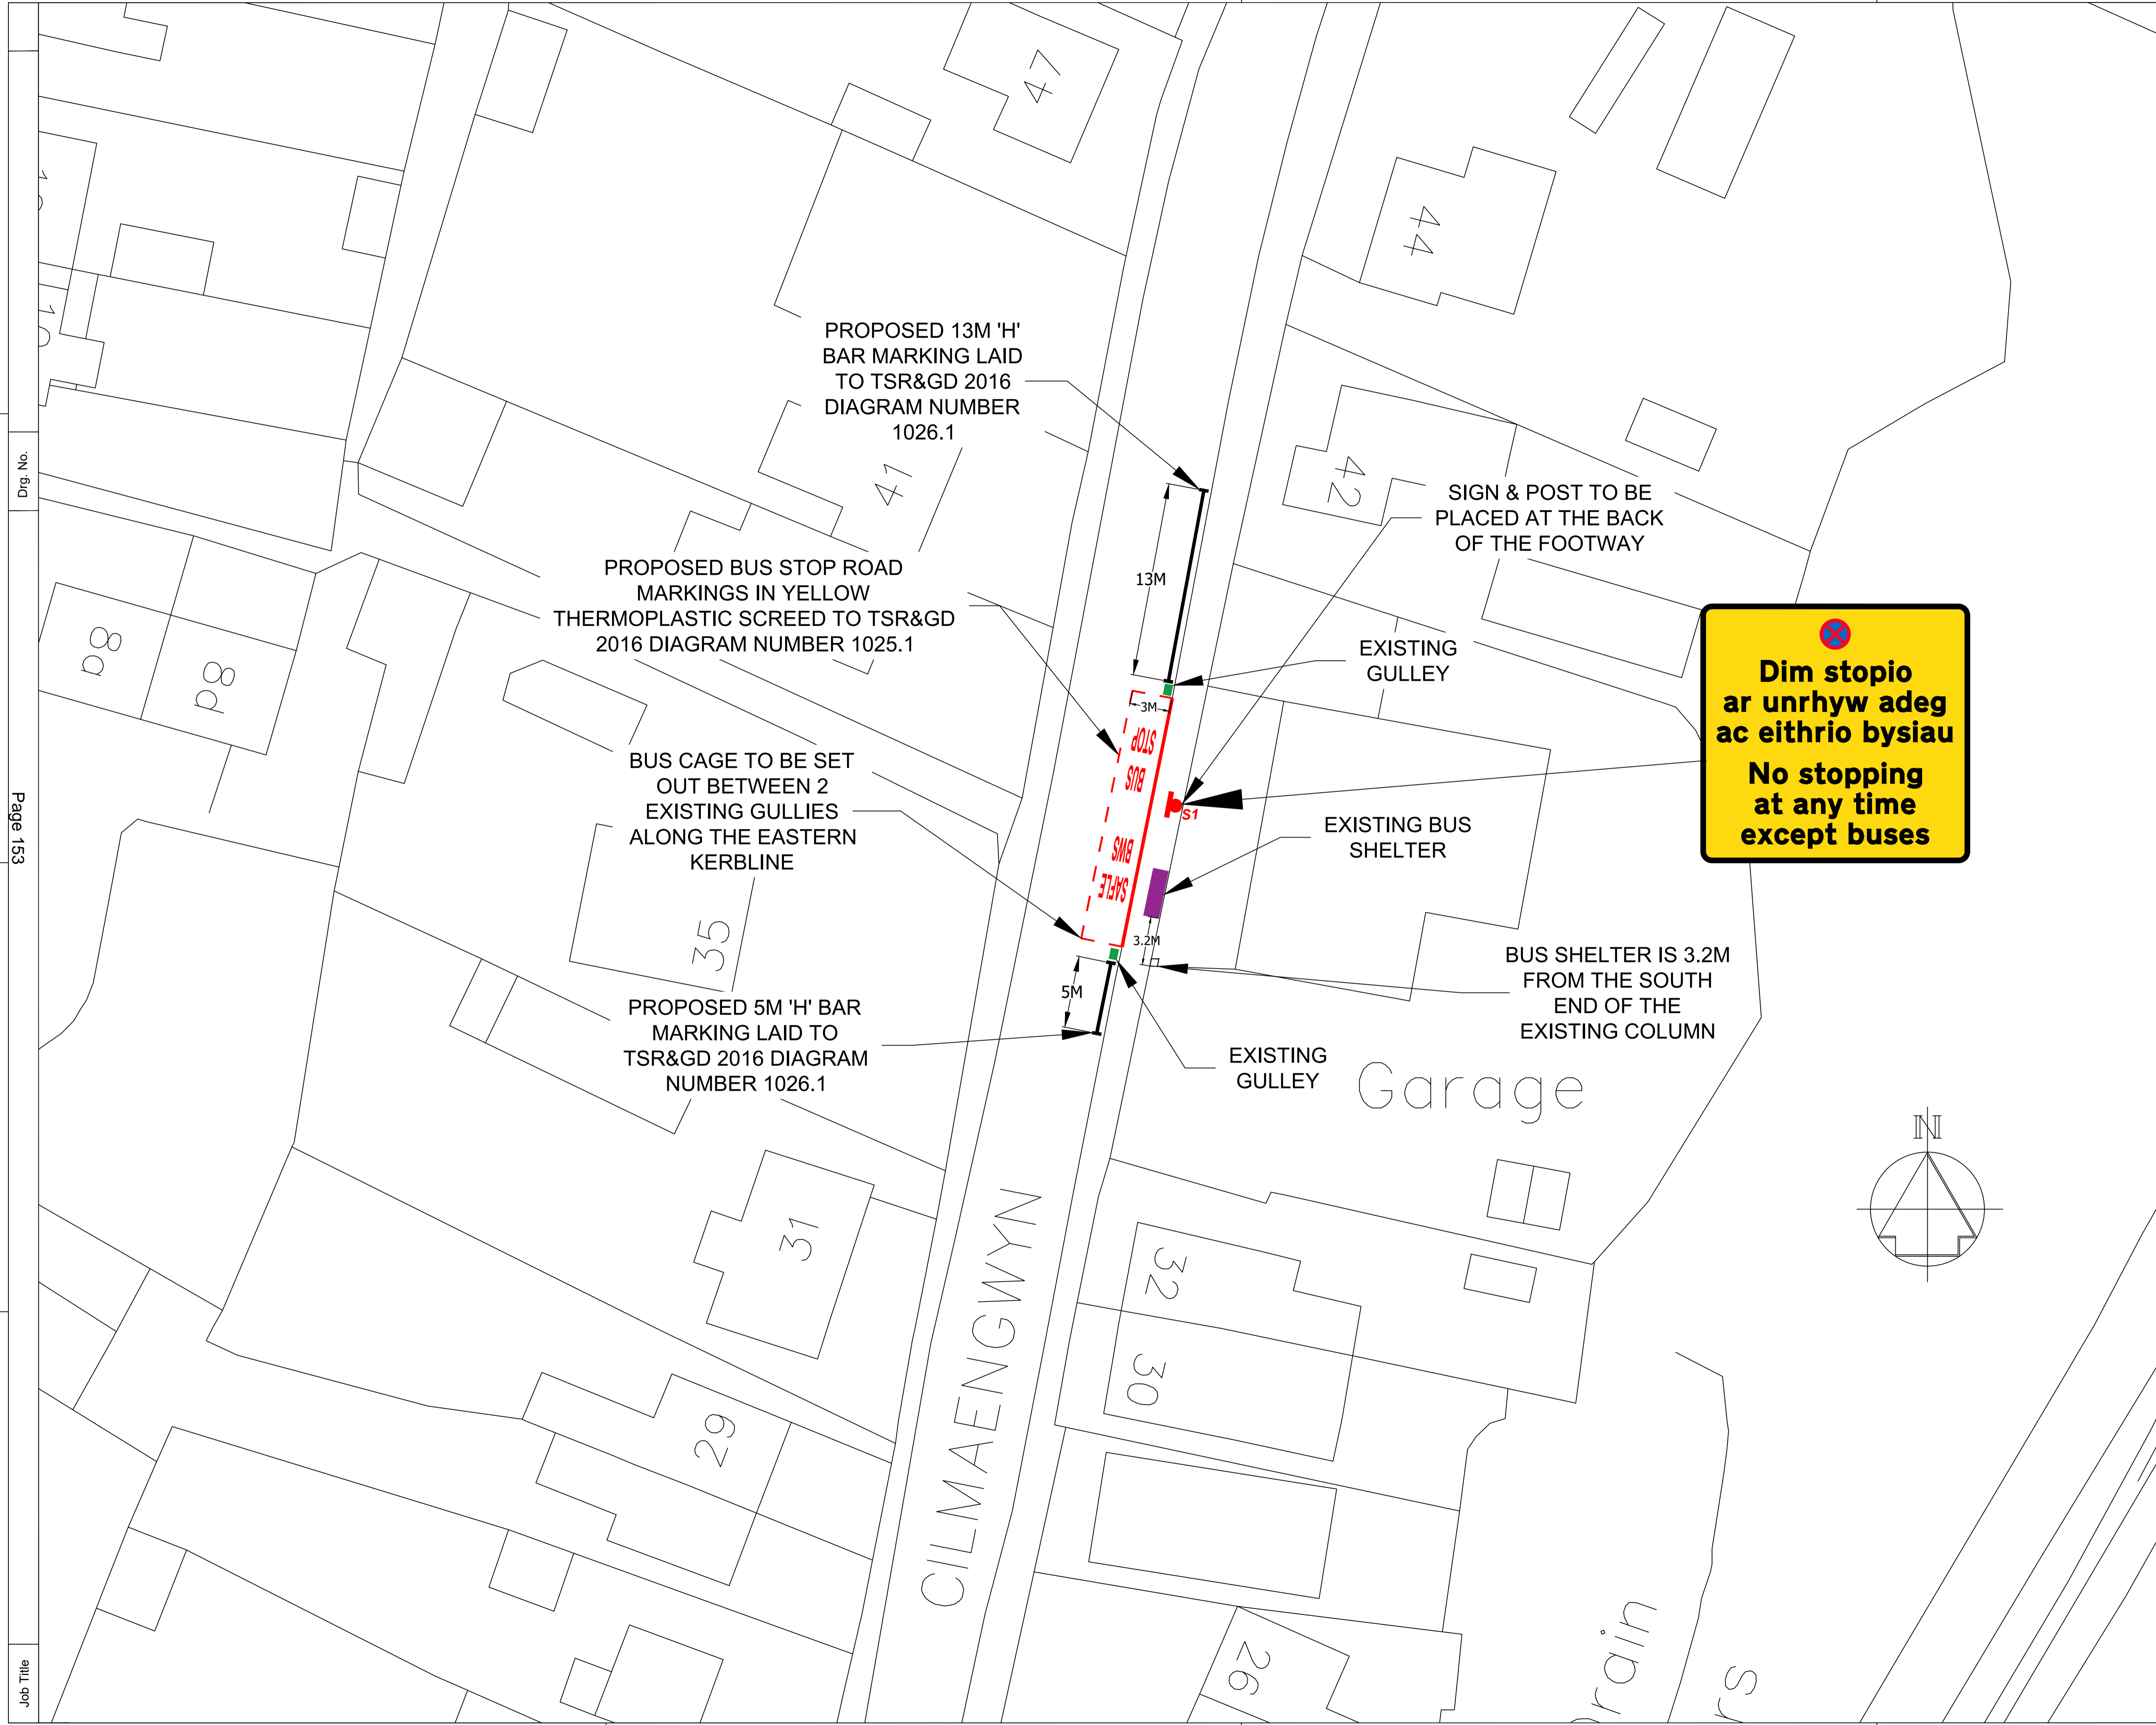 47
44
PROPOSED 13M 'H'
BAR MARKING LAID
TO TSR&GD 2016
DIAGRAM NUMBER
1026.1
41
42
SIGN & POST TO BE
PLACED AT THE BACK
OF THE FOOTWAY
13M
PROPOSED BUS STOP ROAD
MARKINGS IN YELLOW
THERMOPLASTIC SCREED TO TSR&GD
2016 DIAGRAM NUMBER 1025.1
EXISTING
GULLEY
8a
8d
3M
STOP
BUS
BWS
SAFLE
S1
Dim stopio
ar unrhyw adeg
ac eithrio bysiau
No stopping
at any time
except buses
BUS CAGE TO BE SET
OUT BETWEEN 2
EXISTING GULLIES
ALONG THE EASTERN
KERBLINE
EXISTING BUS
SHELTER
35
3.2M
BUS SHELTER IS 3.2M
FROM THE SOUTH
END OF THE
EXISTING COLUMN
5M
PROPOSED 5M 'H' BAR
MARKING LAID TO
TSR&GD 2016 DIAGRAM
NUMBER 1026.1
EXISTING
GULLEY
Garage
N
31
32
30
29
CILMAENGWYN
26
Drg. No.
Page 153
Job Title